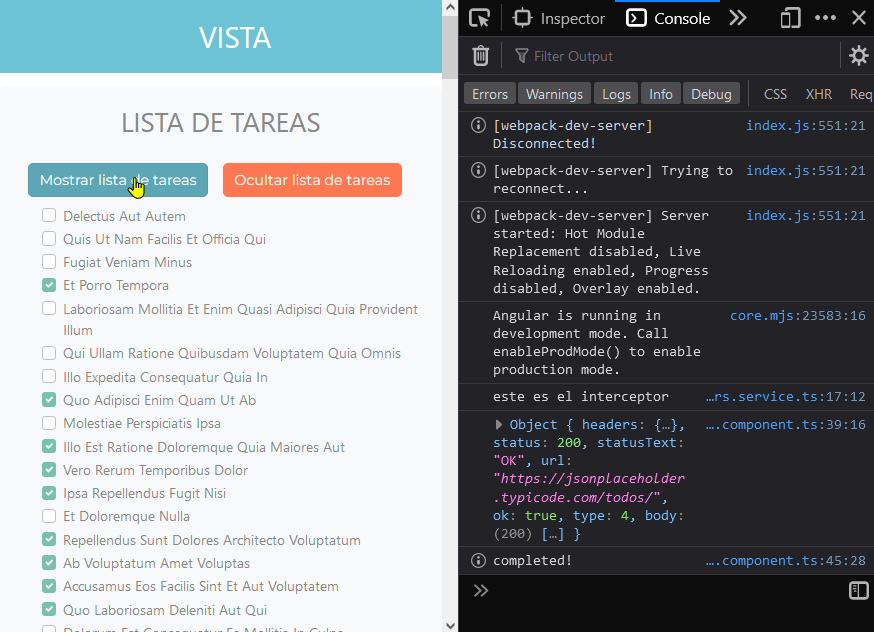 VISTA
LISTA DE TAREAS
Mostrar lista de tareas
Ocultar lista de tareas
Delectus Aut Autem
Quis Ut Nam Facilis Et Officia Qui
Fugiat Veniam Minus
Et Porro Tempora
Laboriosam Mollitia Et Enim Quasi Adipisci Quia Provident
Illum
Qui Ullam Ratione Quibusdam Voluptatem Quia Omnis
Illo Expedita Consequatur Quia In
Quo Adipisci Enim Quam Ut Ab
Molestiae Perspiciatis Ipsa
Illo Est Ratione Doloremque Quia Maiores Aut
Vero Rerum Temporibus Dolor
Ipsa Repellendus Fugit Nisi
Et Doloremque Nulla
Repellendus Sunt Dolores Architecto Voluptatum
Ab Voluptatum Amet Voluptas
Accusamus Eos Facilis Sint Et Aut Voluptatem
Quo Laboriosam Deleniti Aut Qui
Dolorum Est Consequatur Ea Mollitia In Culpa
Inspector
Console
Filter Output
Errors
Warnings
Logs
Info
Debug
CSS
XHR
Req
[webpack-dev-server] index.js:551:21
Disconnected!
[webpack-dev-server] Trying to index.js:551:21
reconnect...
[webpack-dev-server] Server index.js:551:21
started: Hot Module
Replacement disabled, Live
Reloading enabled, Progress
disabled, Overlay enabled.
Angular is running in core.mjs:23583:16
development mode. Call
enableProdMode() to enable
production mode.
este es el interceptor …rs.service.ts:17:12
Object { headers: {…}, ….component.ts:39:16
status: 200, statusText:
"OK", url:
"https://jsonplaceholder
.typicode.com/todos/",
ok: true, type: 4, body:
(200) […] }
completed! ….component.ts:45:28